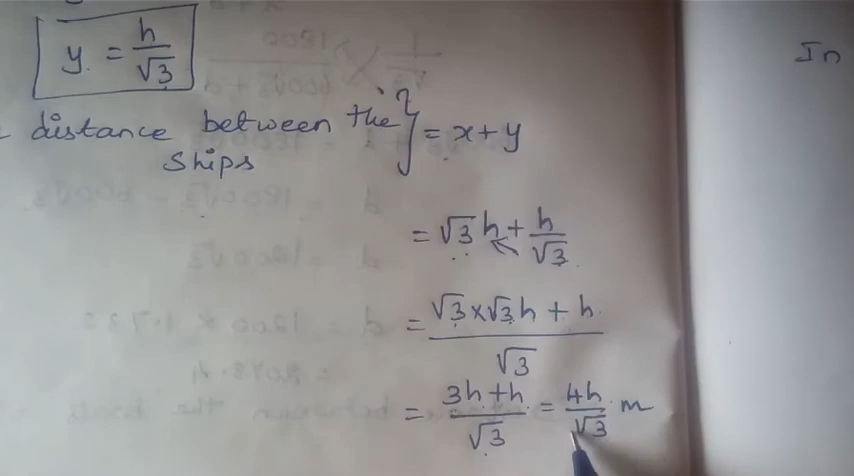 y = h/√3
In
distance between the ships } = x + y
= √3 h + h/√3
= (√3 × √3 h + h)/√3
= (3h + h)/√3 = 4h/√3 m